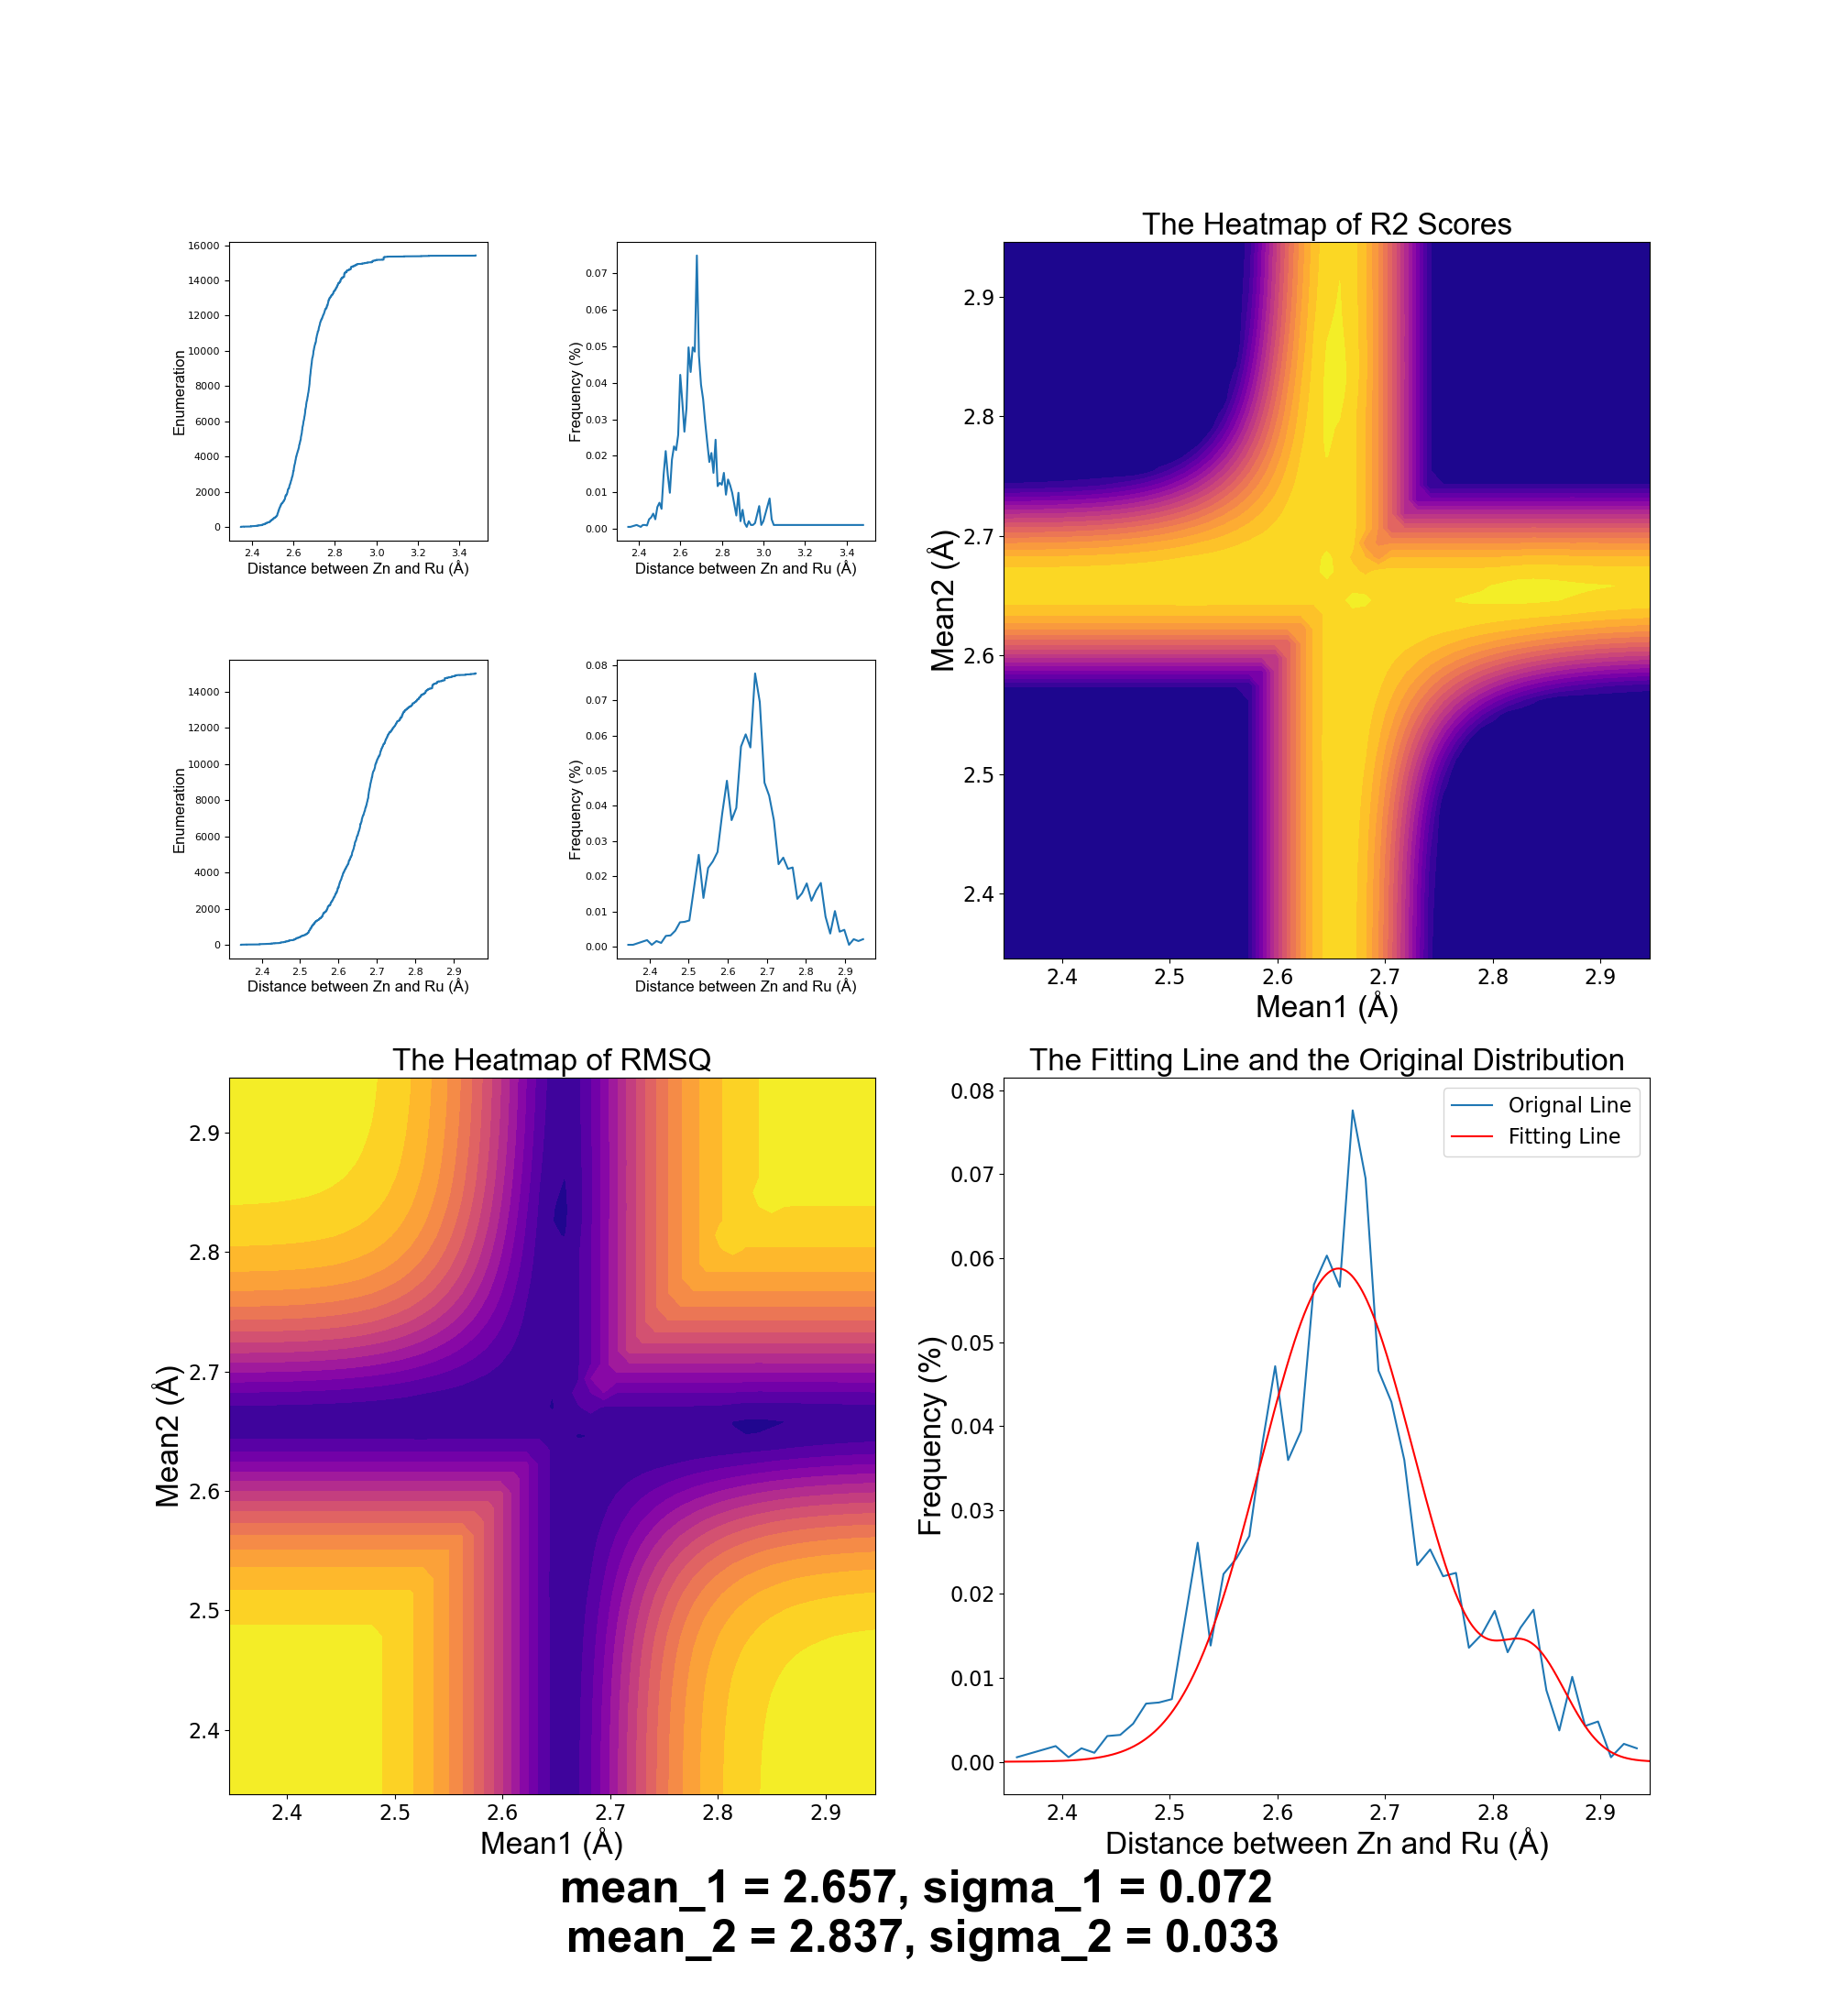 The Heatmap of R2 Scores
16000
14000
12000
10000
8000
6000
4000
2000
0
Enumeration
2.4 2.6 2.8 3.0 3.2 3.4
Distance between Zn and Ru (Å)
0.07
0.06
0.05
0.04
0.03
0.02
0.01
0.00
Frequency (%)
2.4 2.6 2.8 3.0 3.2 3.4
Distance between Zn and Ru (Å)
2.9
2.8
2.7
2.6
2.5
2.4
Mean2 (Å)
2.4 2.5 2.6 2.7 2.8 2.9
Mean1 (Å)
14000
12000
10000
8000
6000
4000
2000
0
Enumeration
2.4 2.5 2.6 2.7 2.8 2.9
Distance between Zn and Ru (Å)
0.08
0.07
0.06
0.05
0.04
0.03
0.02
0.01
0.00
Frequency (%)
2.4 2.5 2.6 2.7 2.8 2.9
Distance between Zn and Ru (Å)
The Heatmap of RMSQ
2.9
2.8
2.7
2.6
2.5
2.4
Mean2 (Å)
2.4 2.5 2.6 2.7 2.8 2.9
Mean1 (Å)
The Fitting Line and the Original Distribution
Orignal Line
Fitting Line
0.08
0.07
0.06
0.05
0.04
0.03
0.02
0.01
0.00
Frequency (%)
2.4 2.5 2.6 2.7 2.8 2.9
Distance between Zn and Ru (Å)
mean_1 = 2.657, sigma_1 = 0.072
mean_2 = 2.837, sigma_2 = 0.033